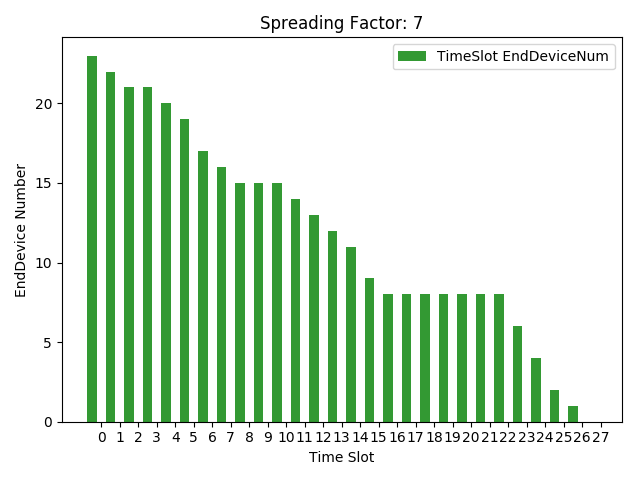 Spreading Factor: 7
TimeSlot EndDeviceNum
EndDevice Number
20
15
10
5
0
0 1 2 3 4 5 6 7 8 9 10 11 12 13 14 15 16 17 18 19 20 21 22 23 24 25 26 27
Time Slot